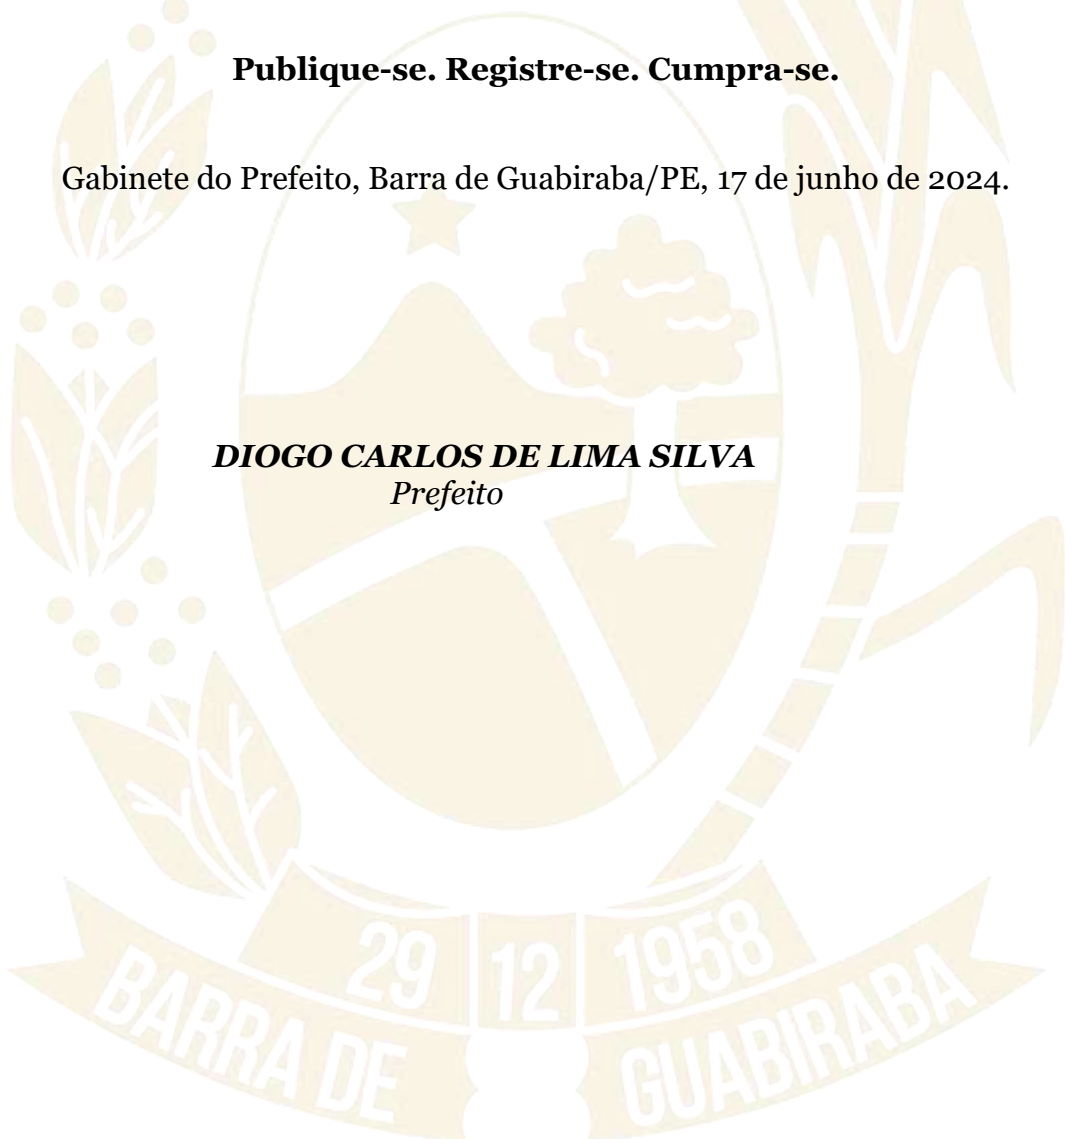 Publique-se. Registre-se. Cumpra-se.
Gabinete do Prefeito, Barra de Guabiraba/PE, 17 de junho de 2024.
DIOGO CARLOS DE LIMA SILVA
Prefeito
29 12 1958
BARRA DE GUABIRABA